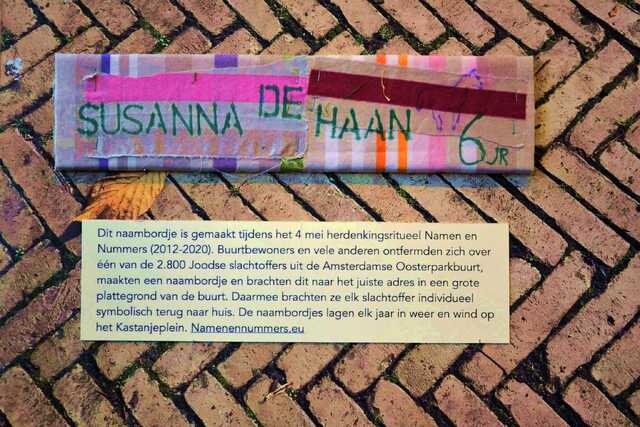 SUSANNA DE HAAN 6 JR
Dit naambordje is gemaakt tijdens het 4 mei herdenkingsritueel Namen en
Nummers (2012-2020). Buurtbewoners en vele anderen ontfermden zich over
één van de 2.800 Joodse slachtoffers uit de Amsterdamse Oosterparkbuurt,
maakten een naambordje en brachten dit naar het juiste adres in een grote
plattegrond van de buurt. Daarmee brachten ze elk slachtoffer individueel
symbolisch terug naar huis. De naambordjes lagen elk jaar in weer en wind op
het Kastanjeplein. Namenennummers.eu